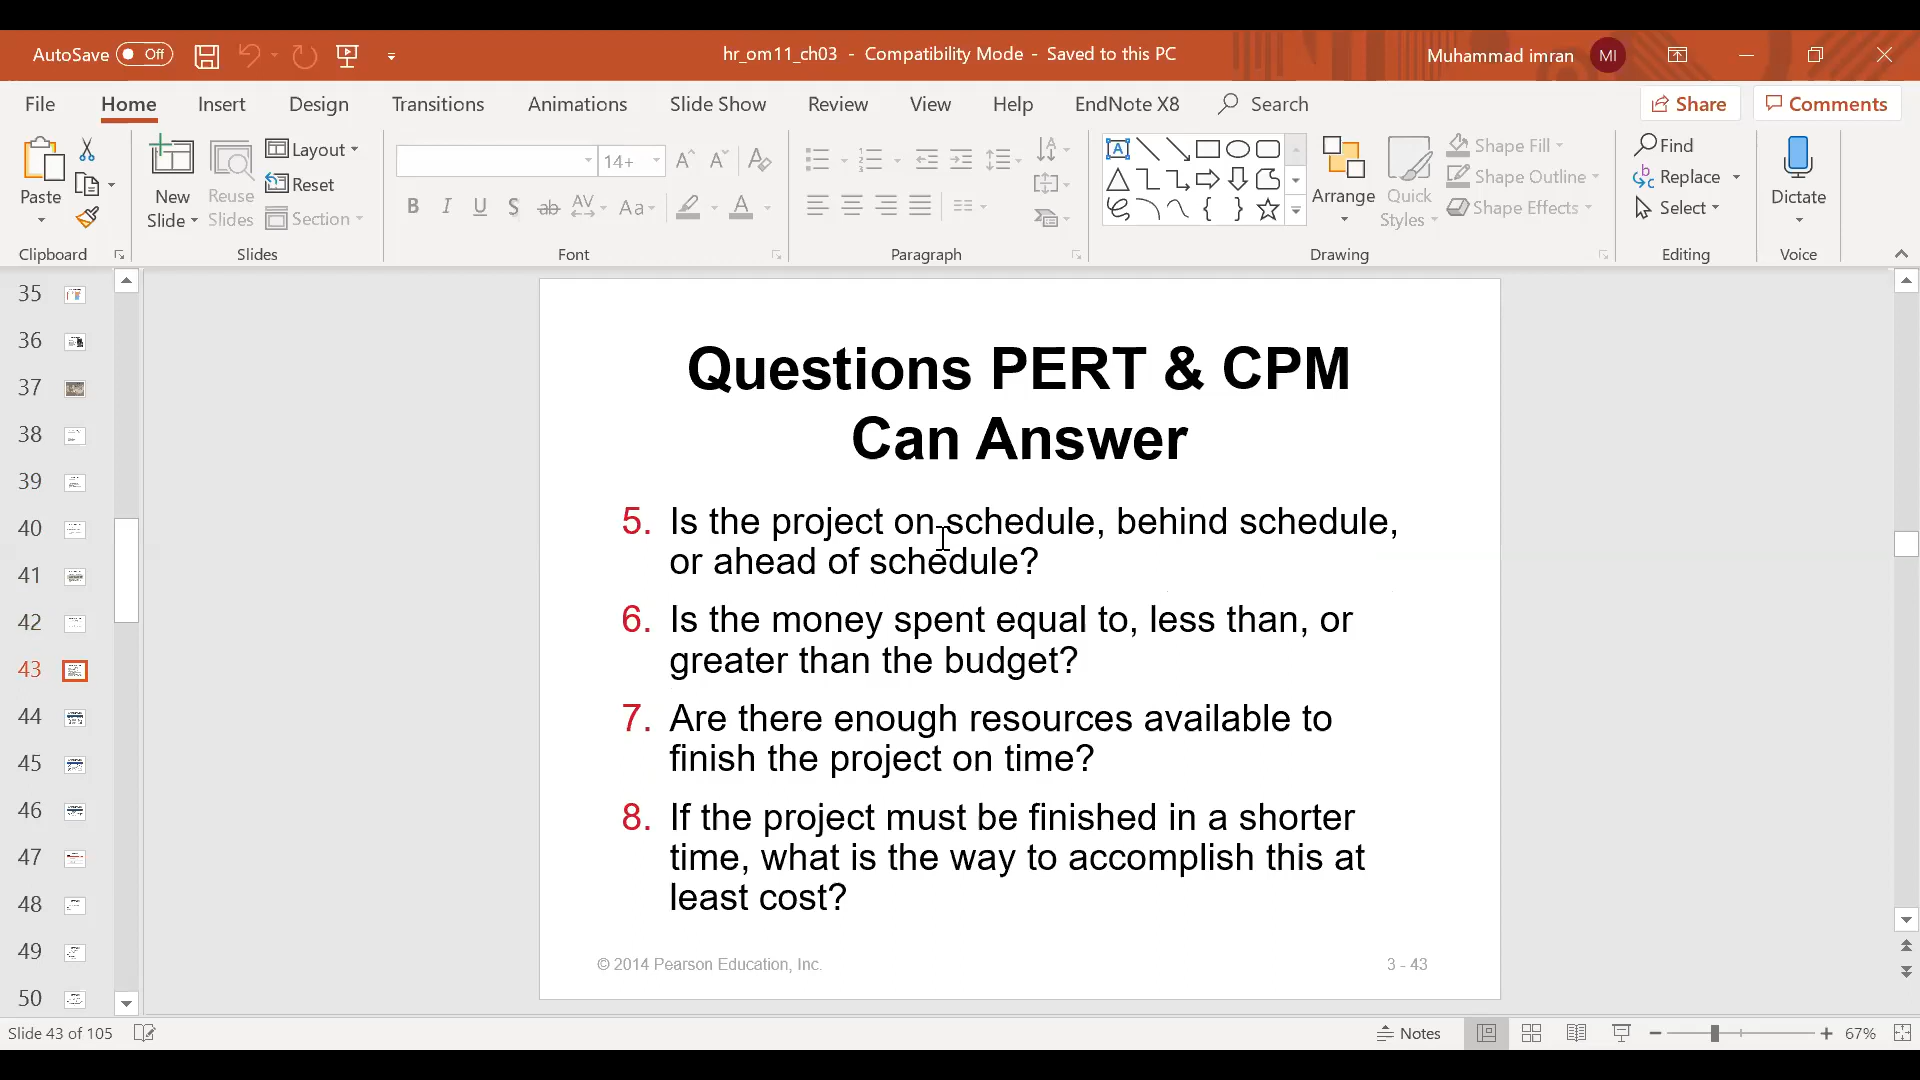 AutoSave Off
hr_om11_ch03 - Compatibility Mode - Saved to this PC
Muhammad imran MI
File Home Insert Design Transitions Animations Slide Show Review View Help EndNote X8 Search
Share Comments
Paste
New Slide
Reuse Slides
Layout
Reset
Section
14+
Arrange
Quick Styles
Shape Fill
Shape Outline
Shape Effects
Find
Replace
Select
Dictate
Clipboard Slides Font Paragraph Drawing Editing Voice
35
36
37
38
39
40
41
42
43
44
45
46
47
48
49
50
Questions PERT & CPM
Can Answer
5. Is the project on schedule, behind schedule,
or ahead of schedule?
6. Is the money spent equal to, less than, or
greater than the budget?
7. Are there enough resources available to
finish the project on time?
8. If the project must be finished in a shorter
time, what is the way to accomplish this at
least cost?
© 2014 Pearson Education, Inc.
3 - 43
Slide 43 of 105
Notes
67%